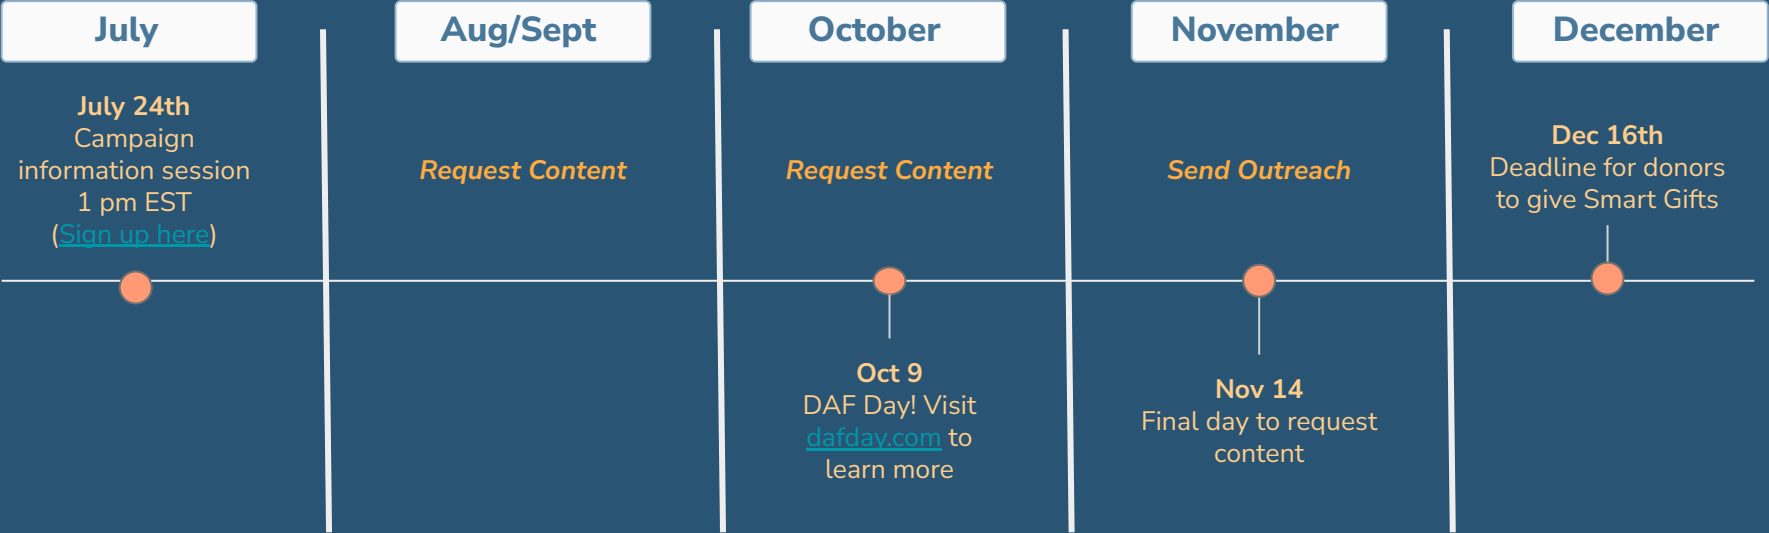 July
Aug/Sept
October
November
December
July 24th
Campaign
information session
1 pm EST
(Sign up here)
Request Content
Request Content
Send Outreach
Dec 16th
Deadline for donors
to give Smart Gifts
Oct 9
DAF Day! Visit
dafday.com to
learn more
Nov 14
Final day to request
content